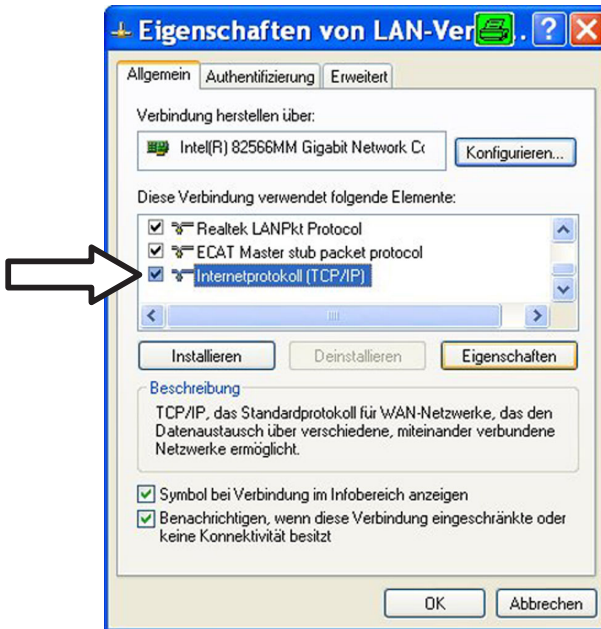 Eigenschaften von LAN-Ver . . ?
Allgemein Authentifizierung Erweitert
Verbindung herstellen über:
Intel(R) 82566MM Gigabit Network Cc Konfigurieren...
Diese Verbindung verwendet folgende Elemente:
Realtek LANPkt Protocol
ECAT Master stub packet protocol
Internetprotokoll (TCP/IP)
Installieren Deinstallieren Eigenschaften
Beschreibung
TCP/IP, das Standardprotokoll für WAN-Netzwerke, das den
Datenaustausch über verschiedene, miteinander verbundene
Netzwerke ermöglicht.
Symbol bei Verbindung im Infobereich anzeigen
Benachrichtigen, wenn diese Verbindung eingeschränkte oder
keine Konnektivität besitzt
OK Abbrechen